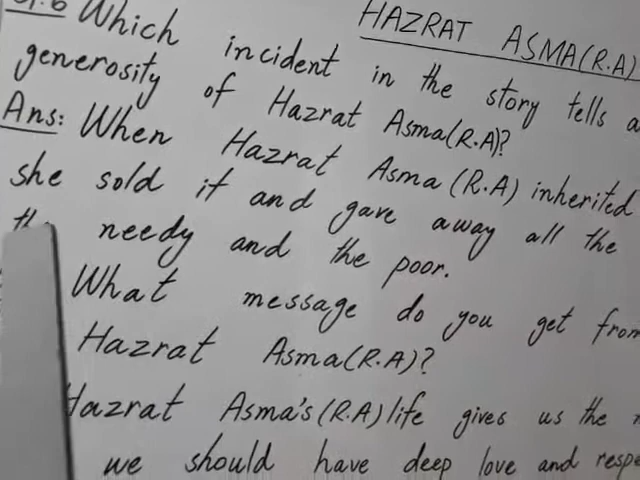 HAZRAT ASMA(R.A)
Q.6 Which incident in the story tells a
generosity of Hazrat Asma(R.A)?
Ans: When Hazrat Asma (R.A) inherited
she sold it and gave away all the
needy and the poor.
What message do you get from
Hazrat Asma(R.A)?
Hazrat Asma's (R.A) life gives us the
we should have deep love and respe